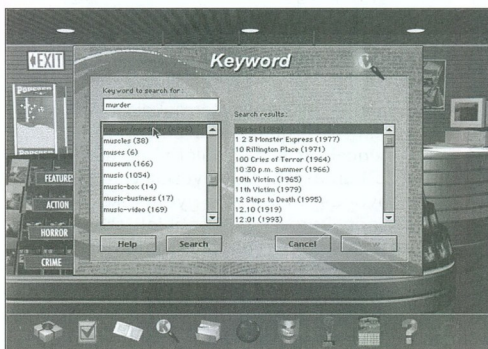 EXIT
Keyword
POPCORN
Keyword to search for:
murder
muscles (38)
muses (6)
museum (166)
music (1054)
music-box (14)
music-business (17)
music-video (169)
Search results:
1 2 3 Monster Express (1977)
10 Rillington Place (1971)
100 Cries of Terror (1964)
10:30 p.m. Summer (1966)
10th Victim (1965)
11th Victim (1979)
12 Steps to Death (1995)
12.10 (1919)
12.01 (1993)
Help
Search
Cancel
FEATURE
ACTION
HORROR
CRIME